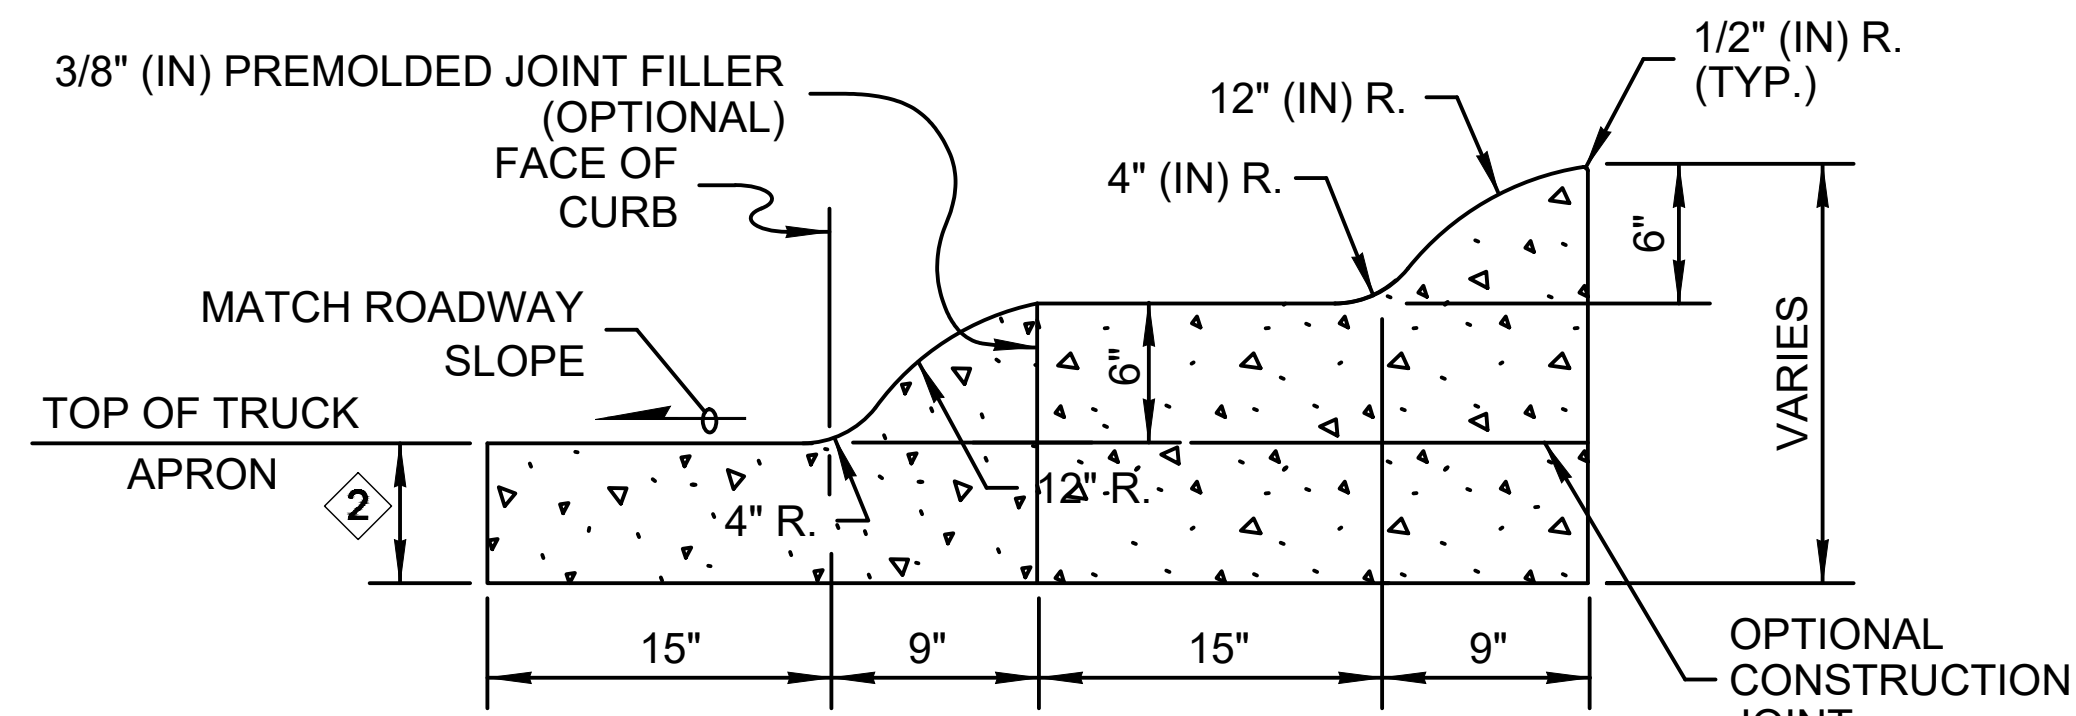 3/8" (IN) PREMOLDED JOINT FILLER
(OPTIONAL)
FACE OF
CURB
MATCH ROADWAY
SLOPE
TOP OF TRUCK
APRON
2
4" R.
12" R.
6"
4" (IN) R.
12" (IN) R.
1/2" (IN) R.
(TYP.)
6"
VARIES
15"
9"
15"
9"
OPTIONAL
CONSTRUCTION
JOINT